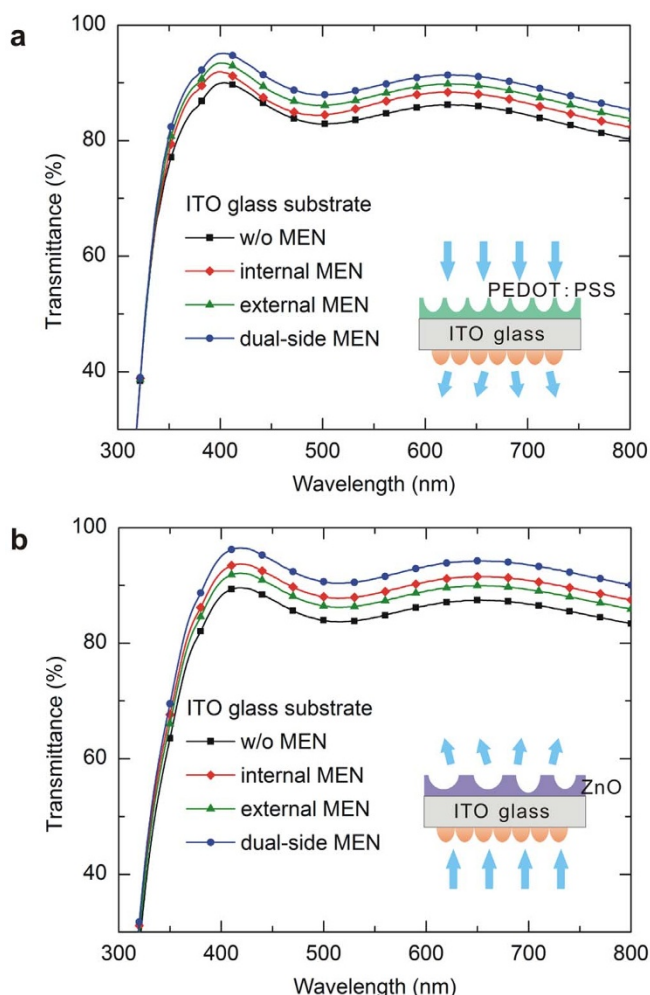 a
100
80
60
40
Transmittance (%)
ITO glass substrate
w/o MEN
internal MEN
external MEN
dual-side MEN
PEDOT:PSS
ITO glass
300 400 500 600 700 800
Wavelength (nm)
b
100
80
60
40
Transmittance (%)
ITO glass substrate
w/o MEN
internal MEN
external MEN
dual-side MEN
ZnO
ITO glass
300 400 500 600 700 800
Wavelength (nm)